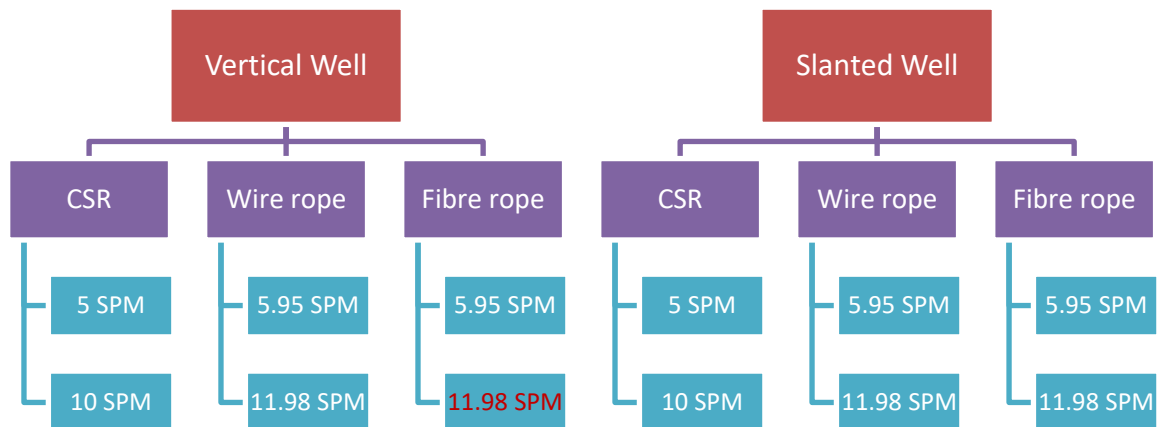 Vertical Well
Slanted Well
CSR
Wire rope
Fibre rope
CSR
Wire rope
Fibre rope
5 SPM
5.95 SPM
5.95 SPM
5 SPM
5.95 SPM
5.95 SPM
10 SPM
11.98 SPM
11.98 SPM
10 SPM
11.98 SPM
11.98 SPM